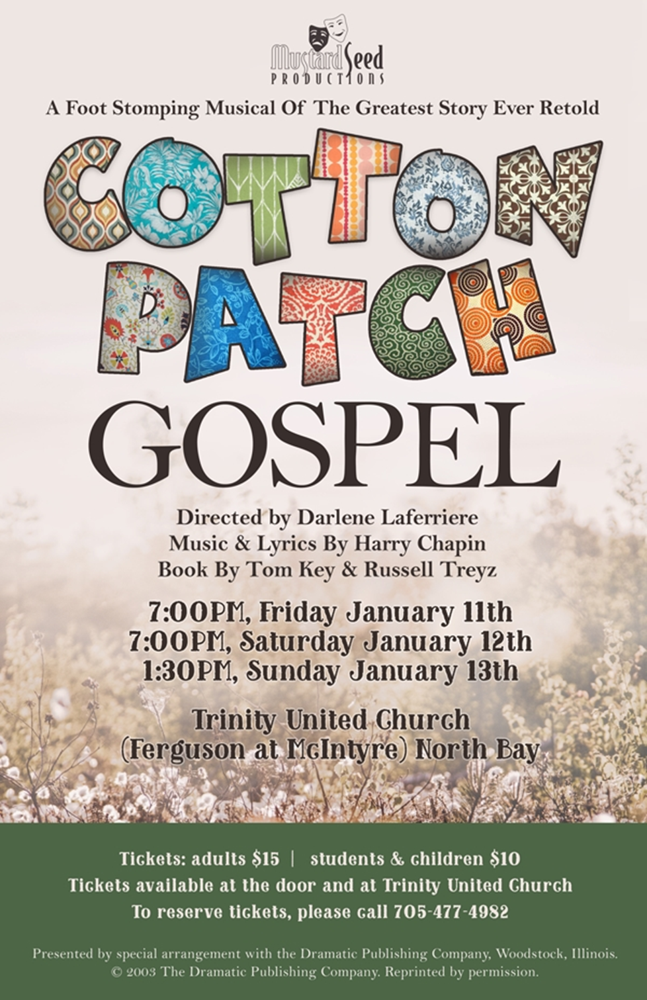 MustardSeed
PRODUCTIONS
A Foot Stomping Musical Of The Greatest Story Ever Retold
COTTON
PATCH
GOSPEL
Directed by Darlene Laferriere
Music & Lyrics By Harry Chapin
Book By Tom Key & Russell Treyz
7:00PM, Friday January 11th
7:00PM, Saturday January 12th
1:30PM, Sunday January 13th
Trinity United Church
(Ferguson at McIntyre) North Bay
Tickets: adults $15 | students & children $10
Tickets available at the door and at Trinity United Church
To reserve tickets, please call 705-477-4982
Presented by special arrangement with the Dramatic Publishing Company, Woodstock, Illinois.
© 2003 The Dramatic Publishing Company. Reprinted by permission.